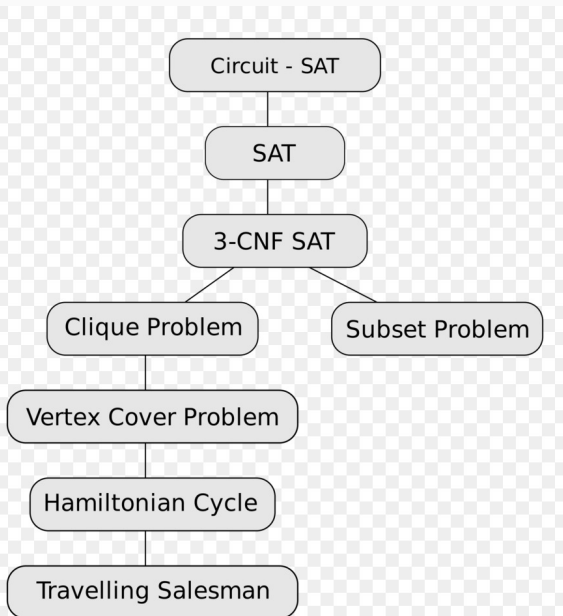 Circuit - SAT
SAT
3-CNF SAT
Clique Problem
Subset Problem
Vertex Cover Problem
Hamiltonian Cycle
Travelling Salesman